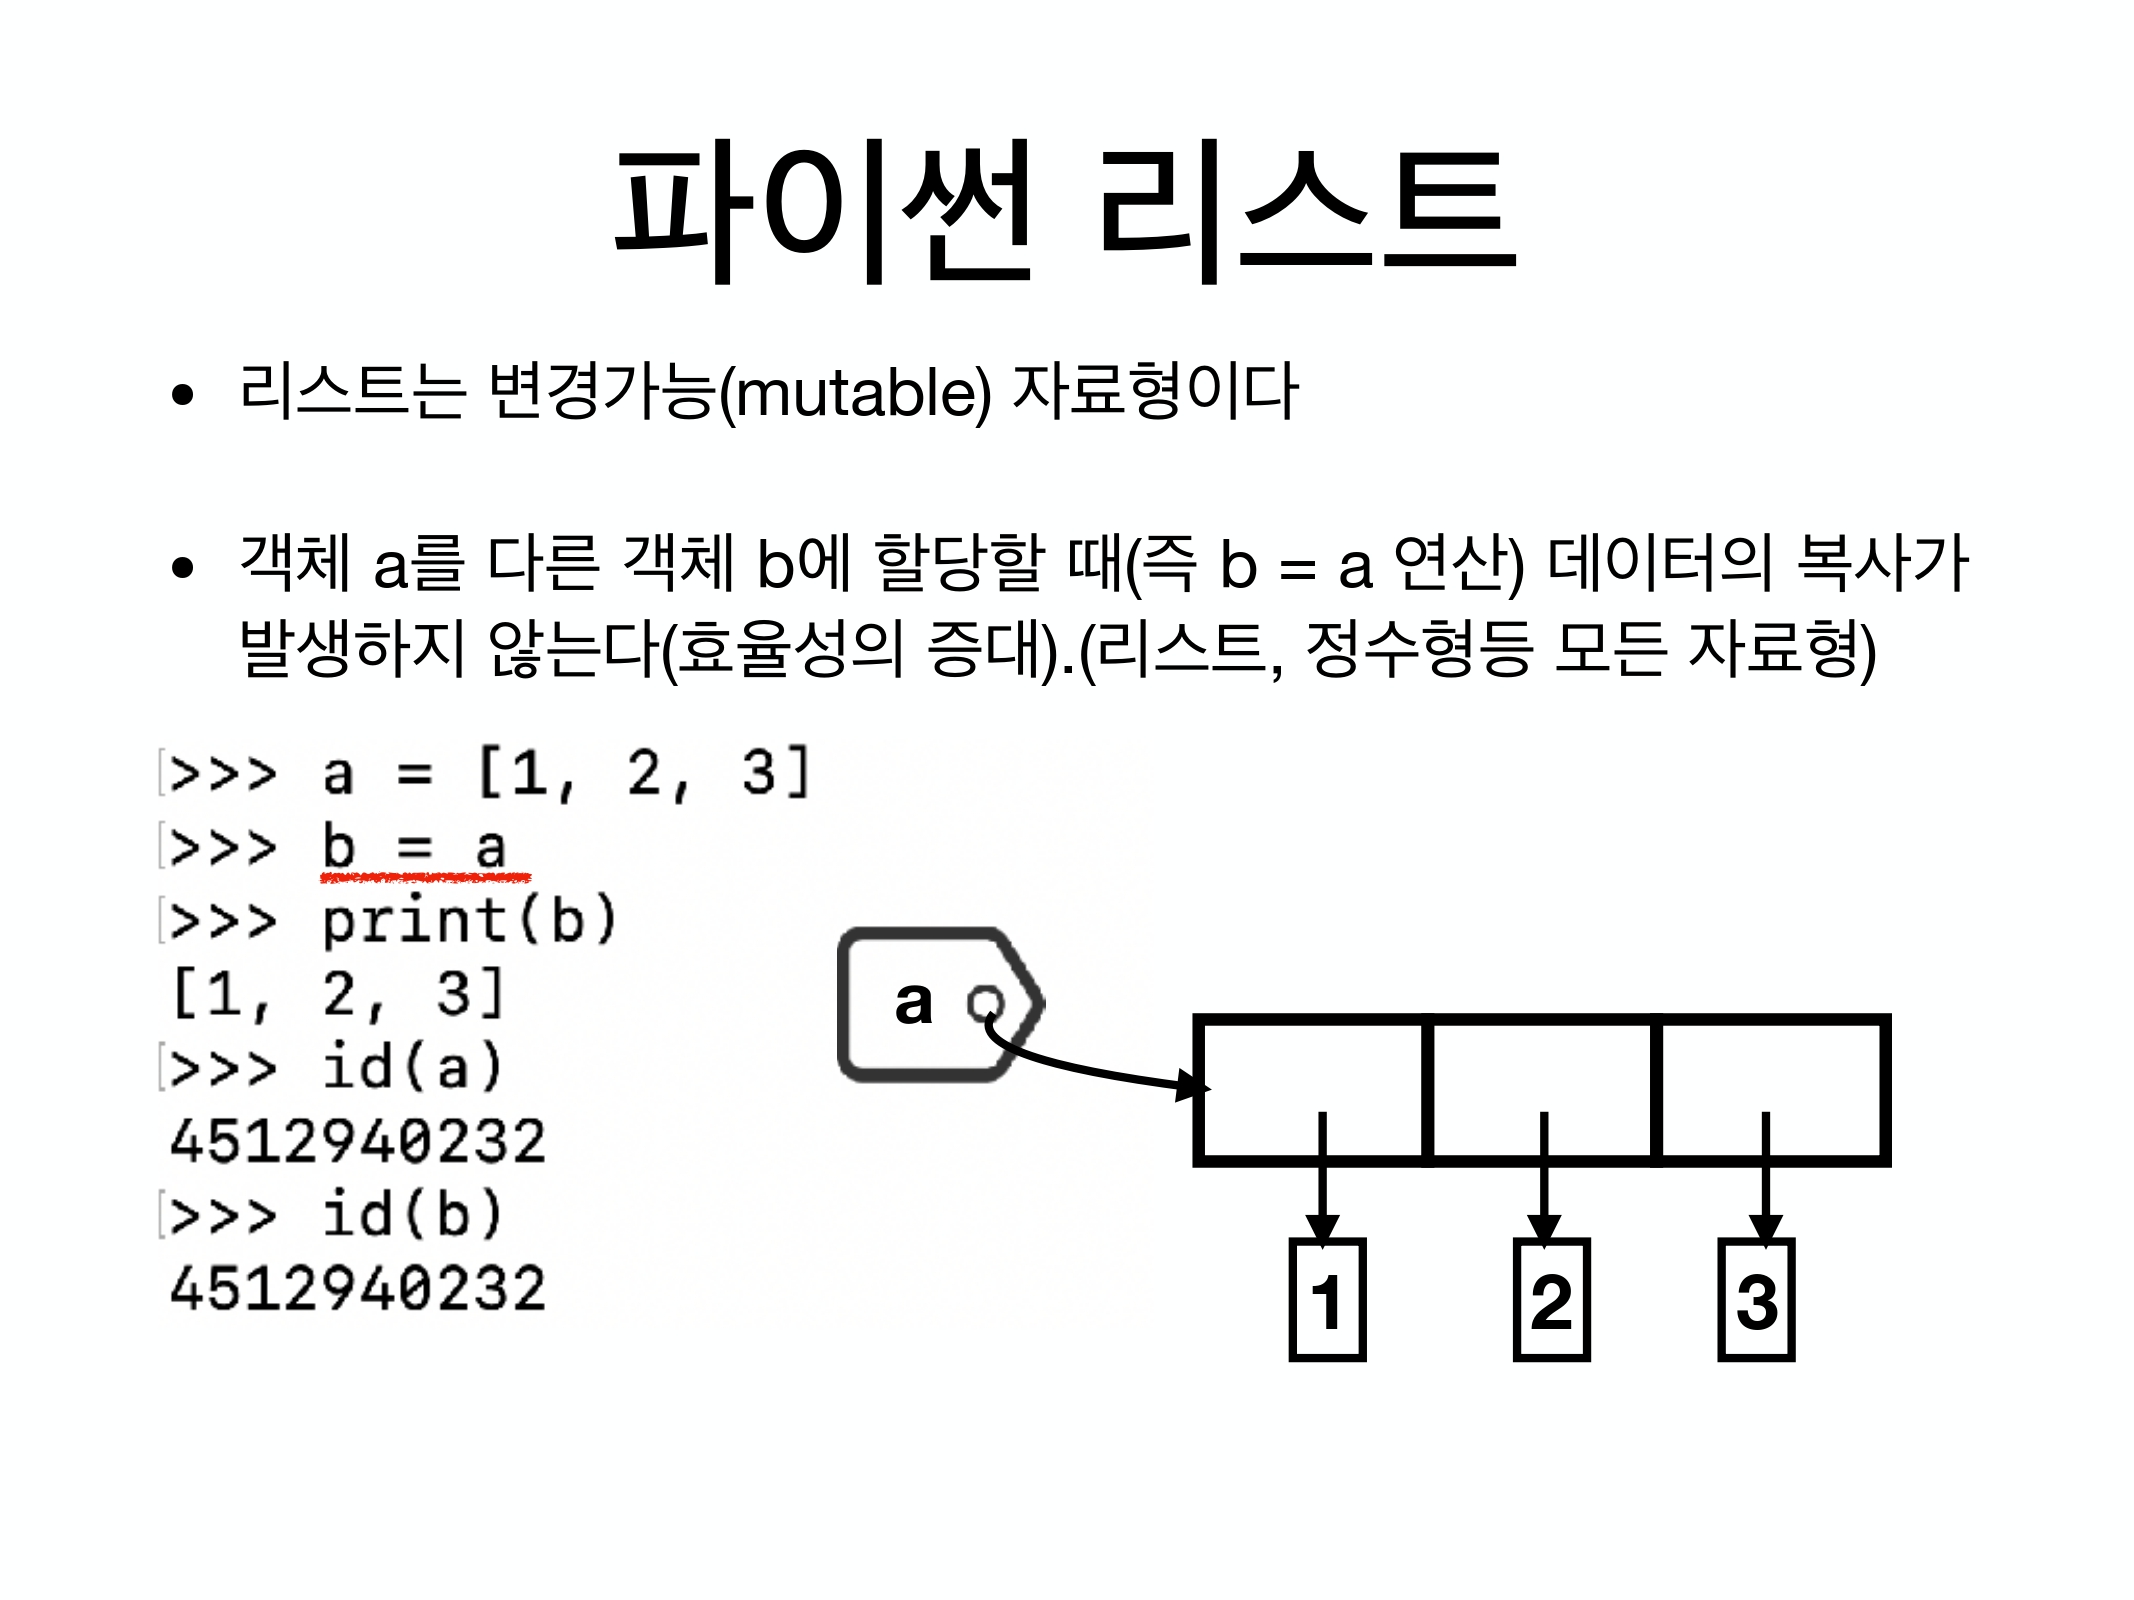 파이썬 리스트
• 리스트는 변경가능(mutable) 자료형이다
• 객체 a를 다른 객체 b에 할당할 때(즉 b = a 연산) 데이터의 복사가
발생하지 않는다(효율성의 증대).(리스트, 정수형등 모든 자료형)
>>> a = [1, 2, 3]
>>> b = a
>>> print(b)
[1, 2, 3]
>>> id(a)
4512940232
>>> id(b)
4512940232
a
1 2 3